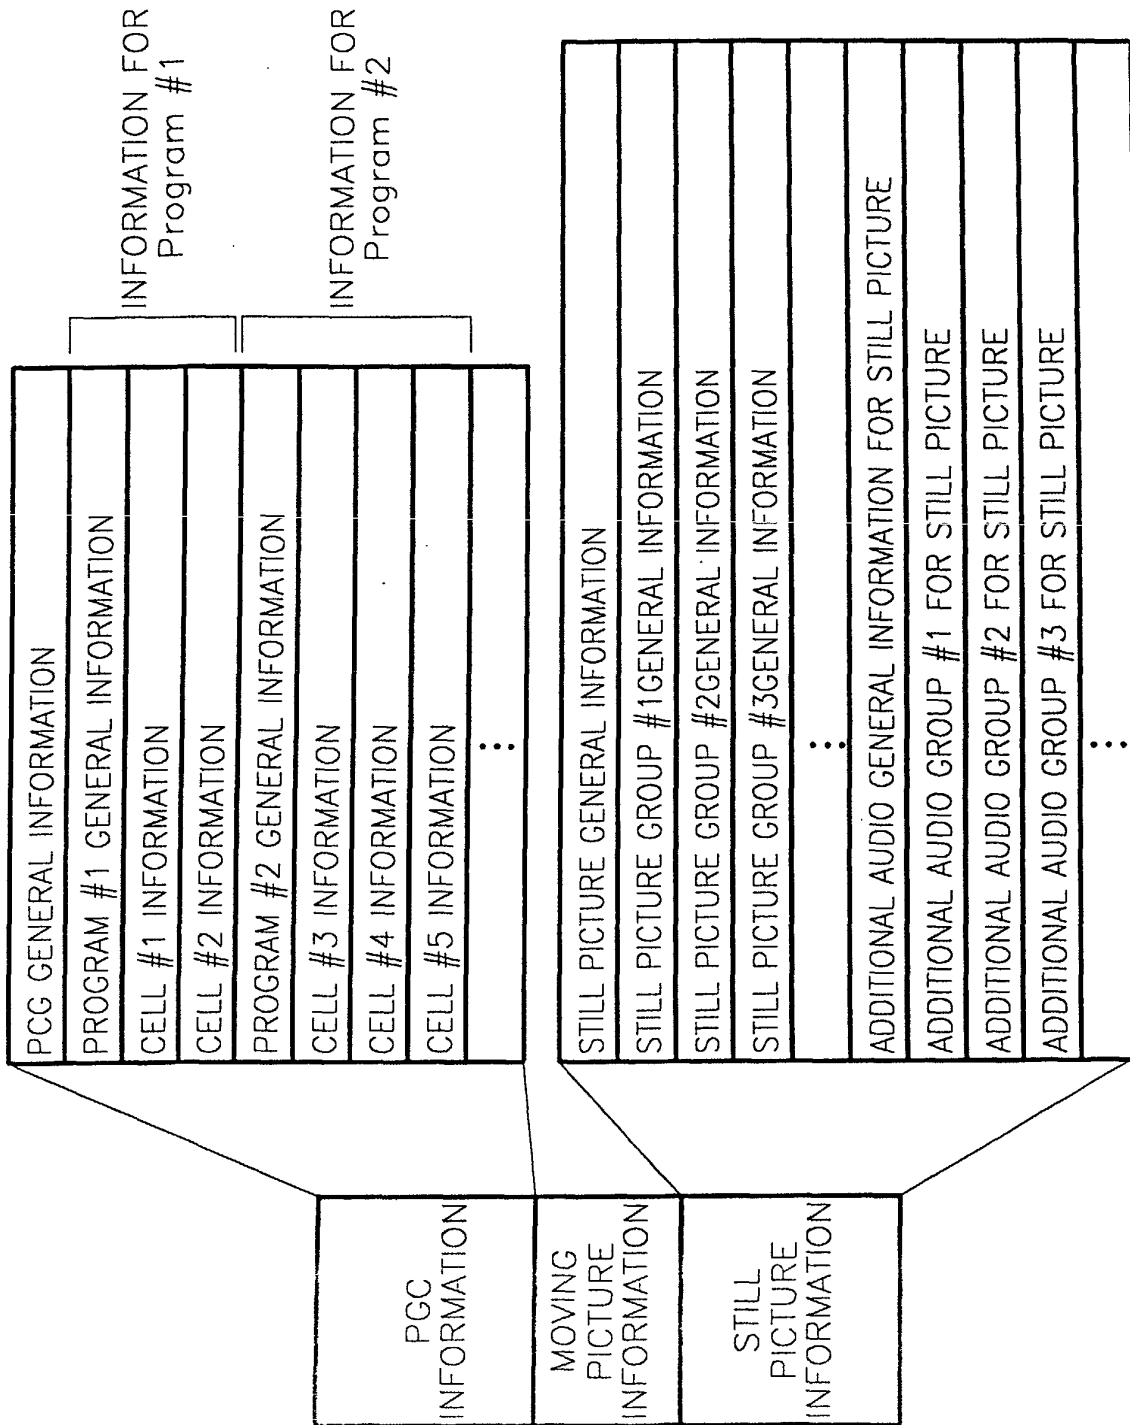 PGC
INFORMATION
MOVING
PICTURE
INFORMATION
STILL
PICTURE
INFORMATION
PCG GENERAL INFORMATION
PROGRAM #1 GENERAL INFORMATION
CELL #1 INFORMATION
CELL #2 INFORMATION
PROGRAM #2 GENERAL INFORMATION
CELL #3 INFORMATION
CELL #4 INFORMATION
CELL #5 INFORMATION
...
INFORMATION FOR
Program #1
INFORMATION FOR
Program #2
STILL PICTURE GENERAL INFORMATION
STILL PICTURE GROUP #1GENERAL INFORMATION
STILL PICTURE GROUP #2GENERAL INFORMATION
STILL PICTURE GROUP #3GENERAL INFORMATION
...
ADDITIONAL AUDIO GENERAL INFORMATION FOR STILL PICTURE
ADDITIONAL AUDIO GROUP #1 FOR STILL PICTURE
ADDITIONAL AUDIO GROUP #2 FOR STILL PICTURE
ADDITIONAL AUDIO GROUP #3 FOR STILL PICTURE
...